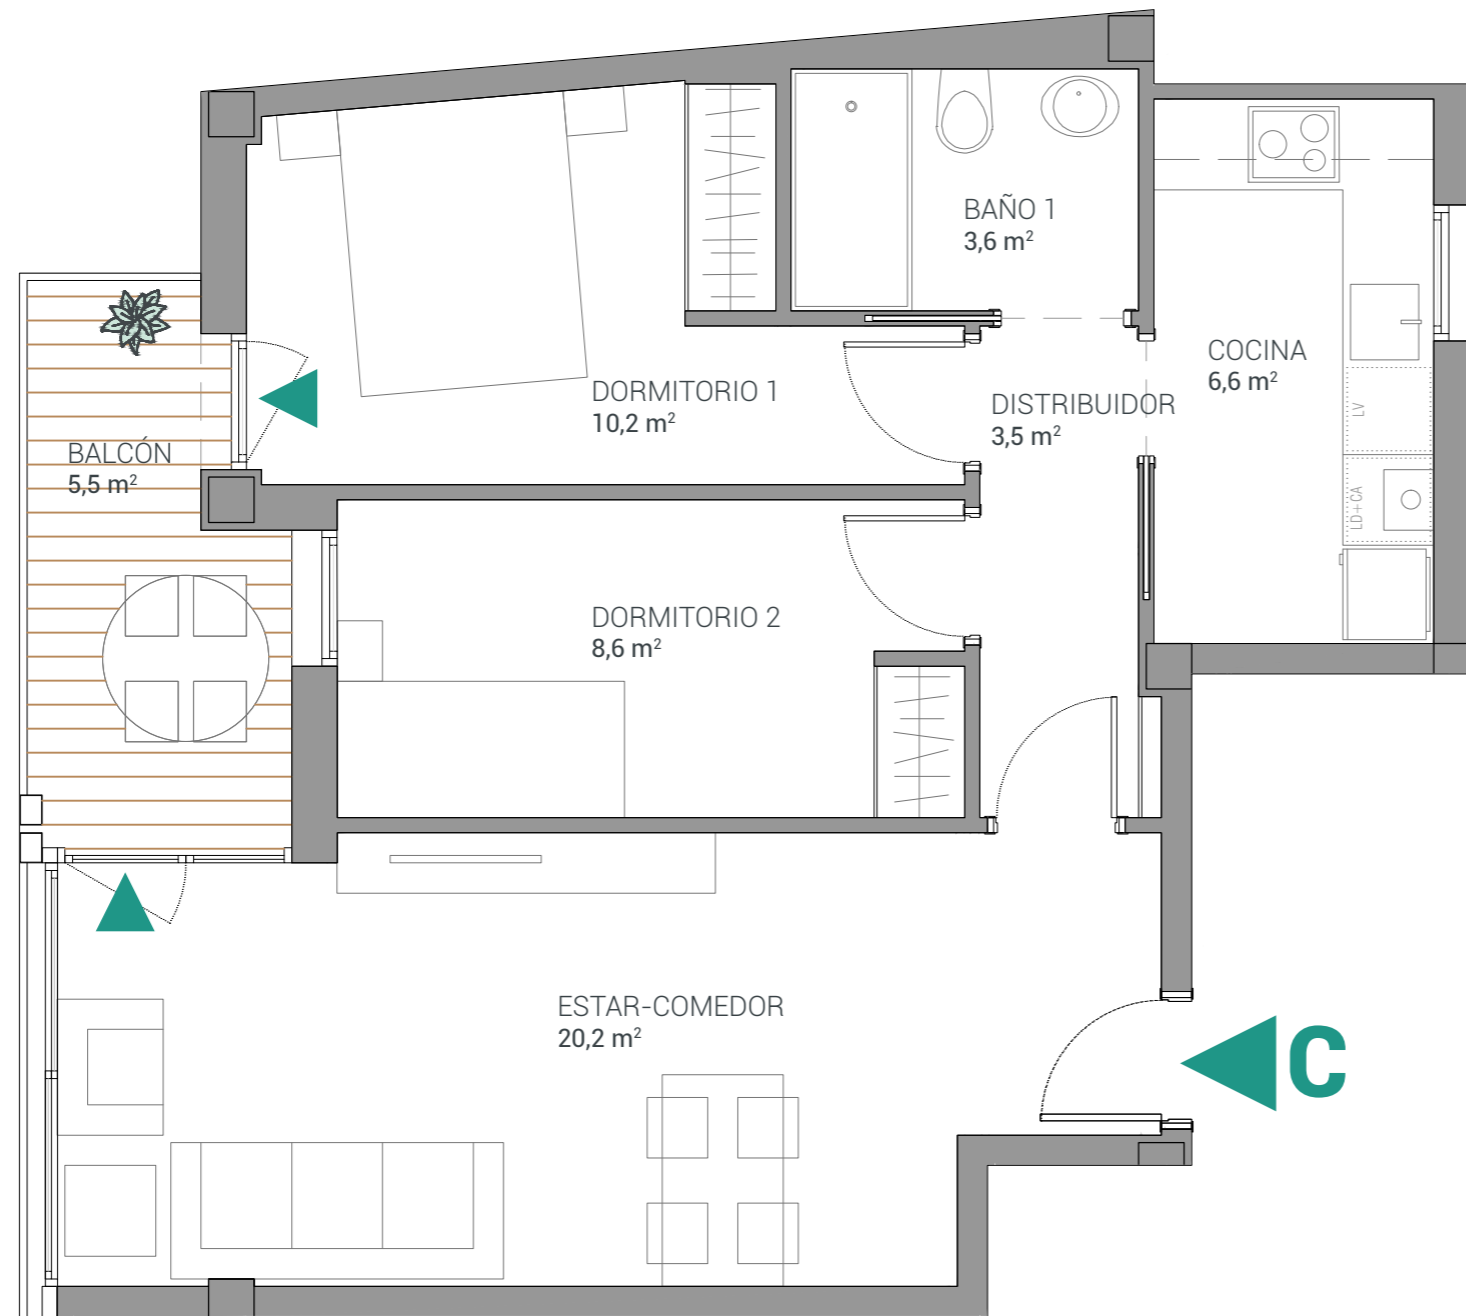 BAÑO 1
3,6 m²
COCINA
6,6 m²
DORMITORIO 1
10,2 m²
DISTRIBUIDOR
3,5 m²
LV
BALCÓN
5,5 m²
LD+CA
DORMITORIO 2
8,6 m²
ESTAR-COMEDOR
20,2 m²
C